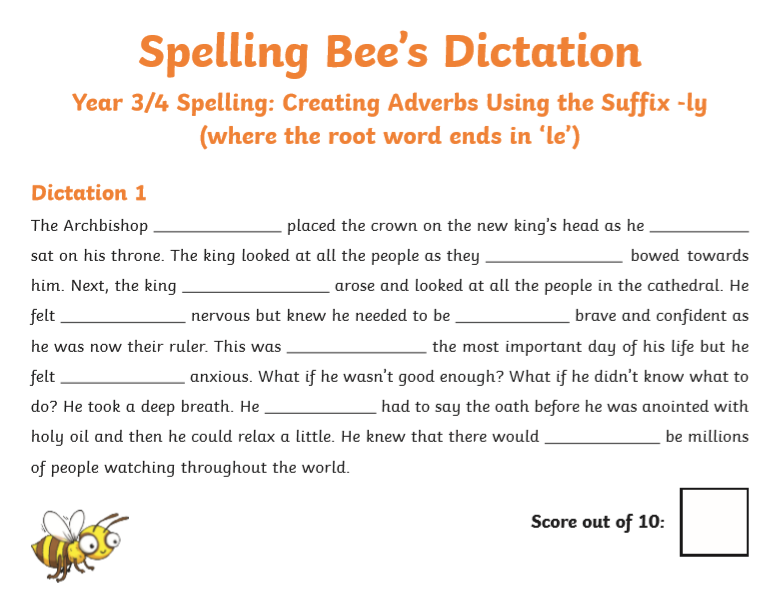 Spelling Bee's Dictation
Year 3/4 Spelling: Creating Adverbs Using the Suffix -ly
(where the root word ends in ‘le’)
Dictation 1
The Archbishop ______________ placed the crown on the new king's head as he ___________
sat on his throne. The king looked at all the people as they _______________ bowed towards
him. Next, the king ________________ arose and looked at all the people in the cathedral. He
felt ______________ nervous but knew he needed to be _____________ brave and confident as
he was now their ruler. This was ________________ the most important day of his life but he
felt ______________ anxious. What if he wasn't good enough? What if he didn't know what to
do? He took a deep breath. He _____________ had to say the oath before he was anointed with
holy oil and then he could relax a little. He knew that there would _____________ be millions
of people watching throughout the world.
Score out of 10: